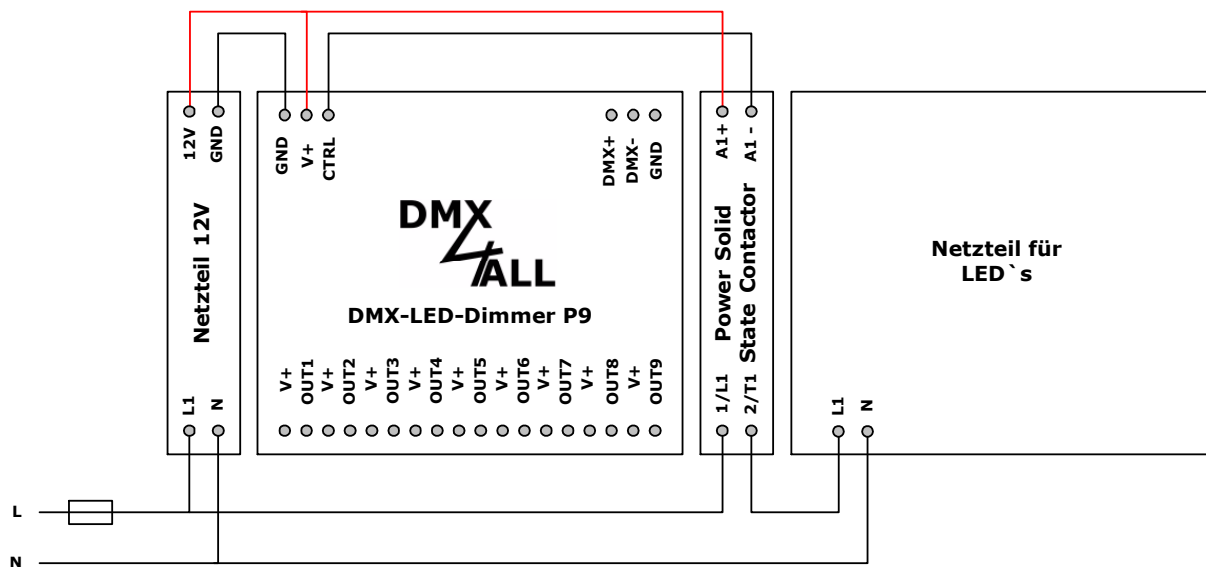 12V
GND
Netzteil 12V
L1
N
GND
V+
CTRL
DMX+
DMX-
GND
DMX
4
ALL
DMX-LED-Dimmer P9
V+
OUT1
V+
OUT2
V+
OUT3
V+
OUT4
V+
OUT5
V+
OUT6
V+
OUT7
V+
OUT8
V+
OUT9
A1+
A1 -
Power Solid
State Contactor
1/L1
2/T1
Netzteil für
LED`s
L1
N
L
N